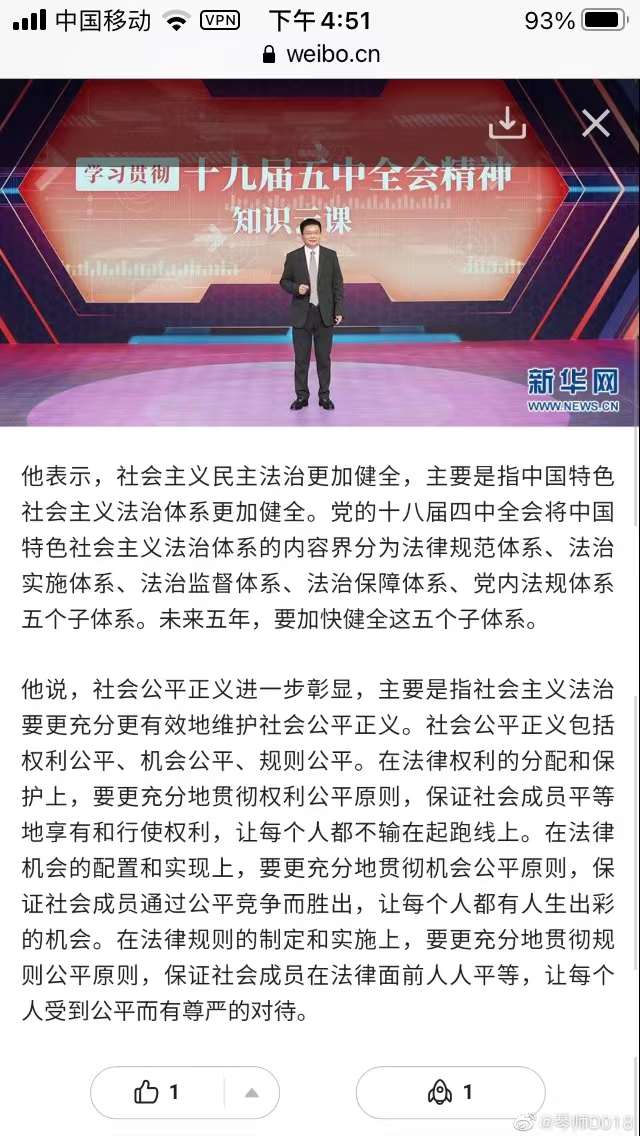 中国移动 VPN 下午4:51 93%
weibo.cn
学习贯彻 十九届五中全会精神
知识 课
新华网
WWW.NEWS.CN
他表示，社会主义民主法治更加健全，主要是指中国特色
社会主义法治体系更加健全。党的十八届四中全会将中国
特色社会主义法治体系的内容界分为法律规范体系、法治
实施体系、法治监督体系、法治保障体系、党内法规体系
五个子体系。未来五年，要加快健全这五个子体系。
他说，社会公平正义进一步彰显，主要是指社会主义法治
要更充分更有效地维护社会公平正义。社会公平正义包括
权利公平、机会公平、规则公平。在法律权利的分配和保
护上，要更充分地贯彻权利公平原则，保证社会成员平等
地享有和行使权利，让每个人都不输在起跑线上。在法律
机会的配置和实现上，要更充分地贯彻机会公平原则，保
证社会成员通过公平竞争而胜出，让每个人都有人生出彩
的机会。在法律规则的制定和实施上，要更充分地贯彻规
则公平原则，保证社会成员在法律面前人人平等，让每个
人受到公平而有尊严的对待。
1 1
@琴师D018